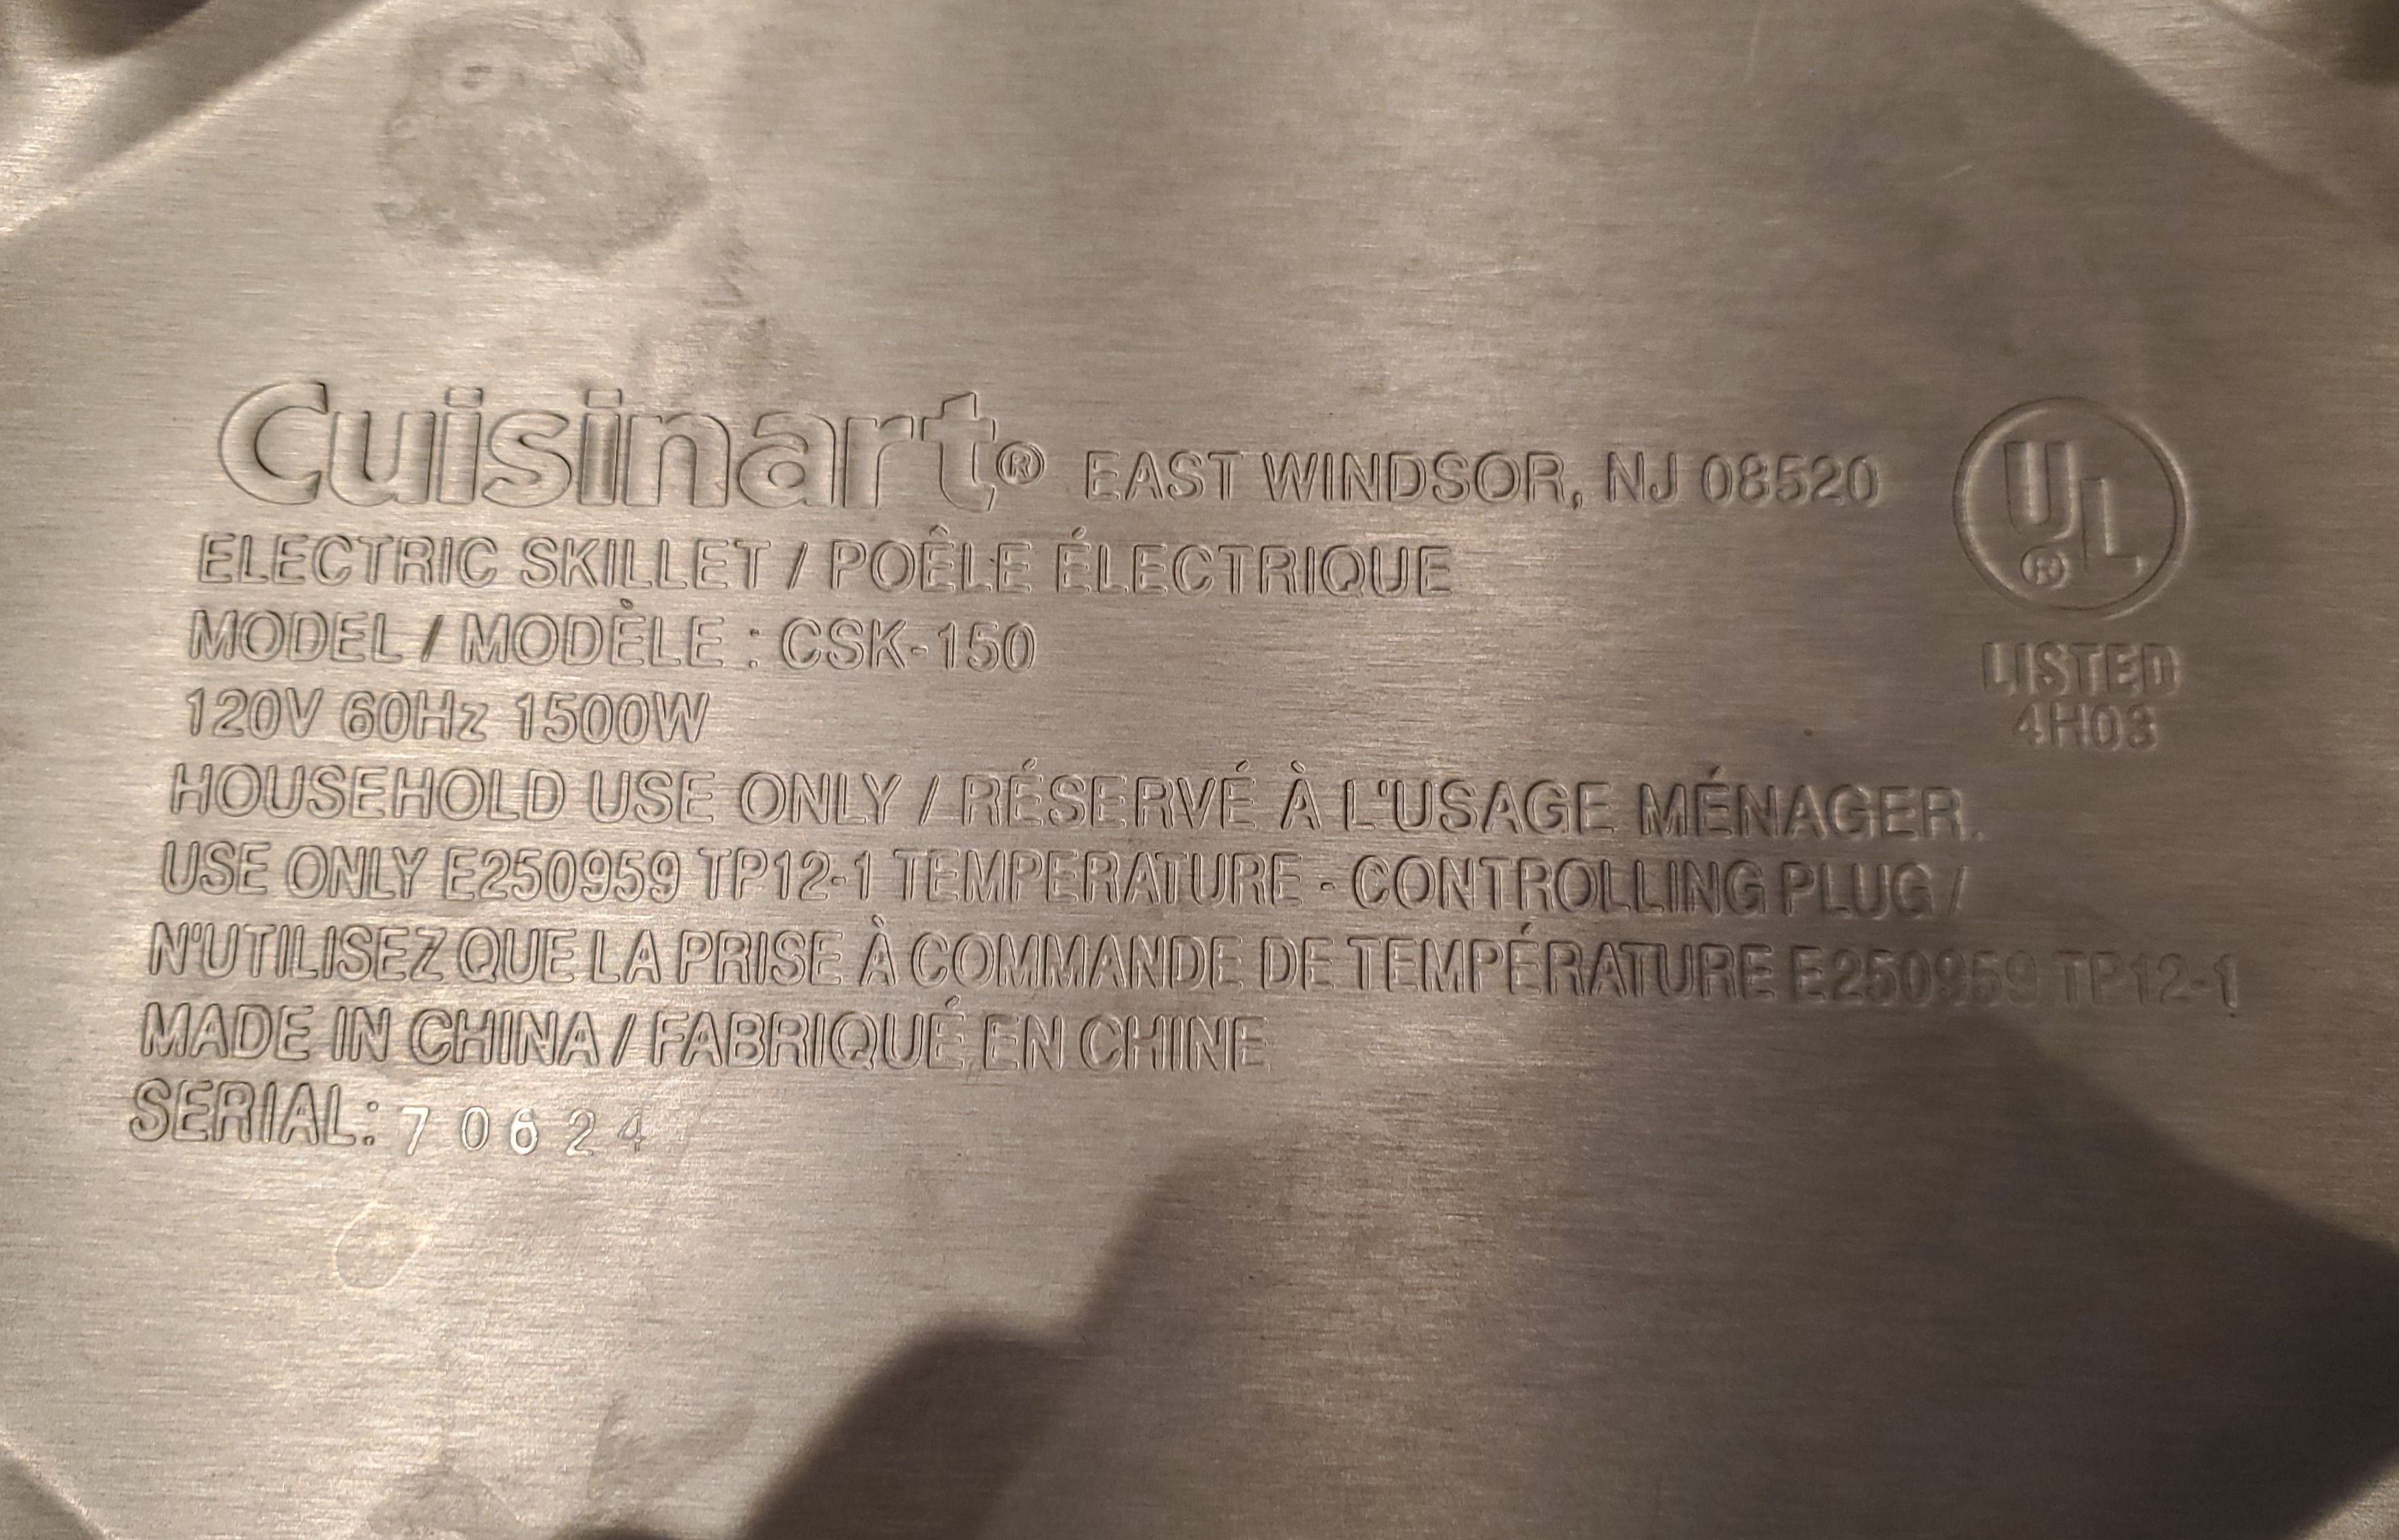 Cuisinart® EAST WINDSOR, NJ 08520
ELECTRIC SKILLET / POÊLE ÉLECTRIQUE
MODEL / MODÈLE : CSK-150
120V 60Hz 1500W
HOUSEHOLD USE ONLY / RÉSERVÉ À L'USAGE MÉNAGER.
USE ONLY E250959 TP12-1 TEMPERATURE - CONTROLLING PLUG /
N'UTILISEZ QUE LA PRISE À COMMANDE DE TEMPÉRATURE E250959 TP12-1
MADE IN CHINA / FABRIQUÉ EN CHINE
SERIAL: 70624
UL®
LISTED
4H03